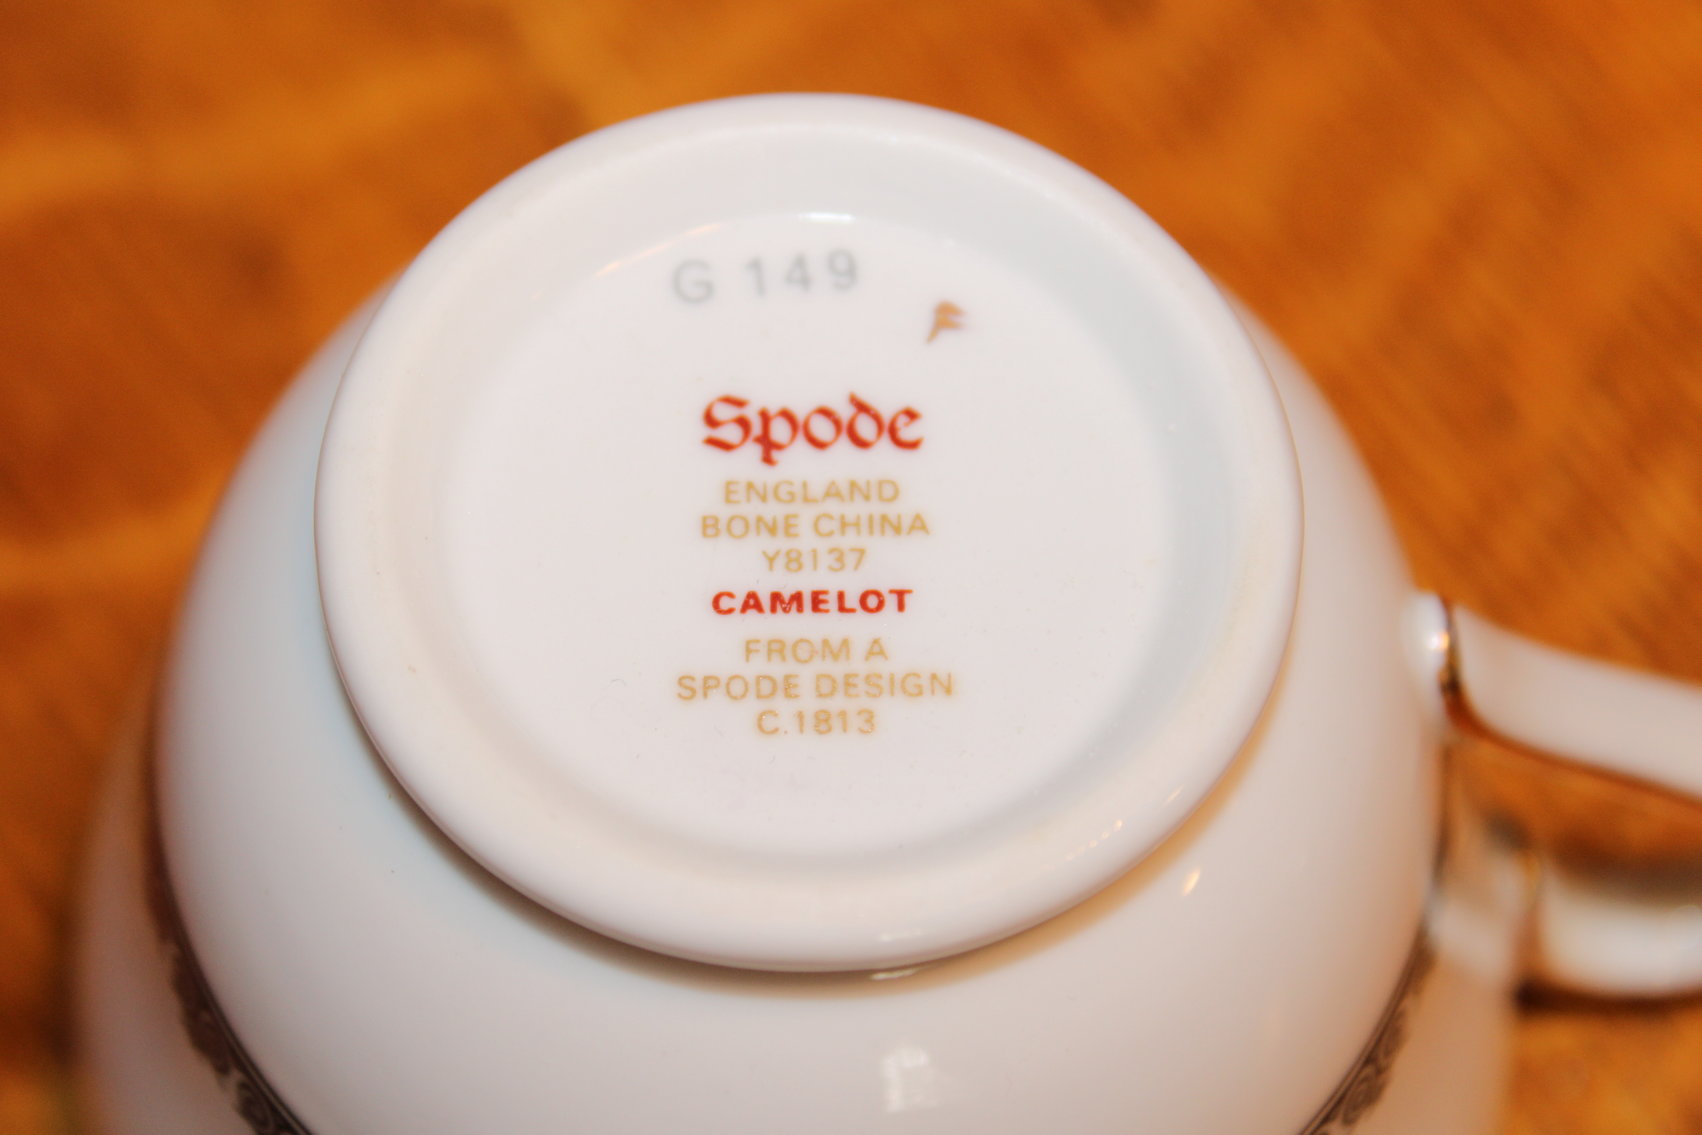 G 149
F
Spode
ENGLAND
BONE CHINA
Y8137
CAMELOT
FROM A
SPODE DESIGN
C.1813